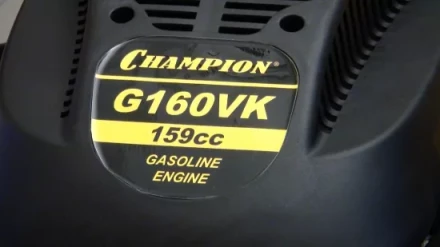 CHAMPION®
G160VK
159cc
GASOLINE
ENGINE